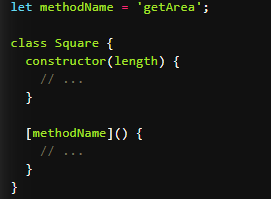 let methodName = 'getArea';
class Square {
constructor(length) {
// ...
}
[methodName]() {
// ...
}
}